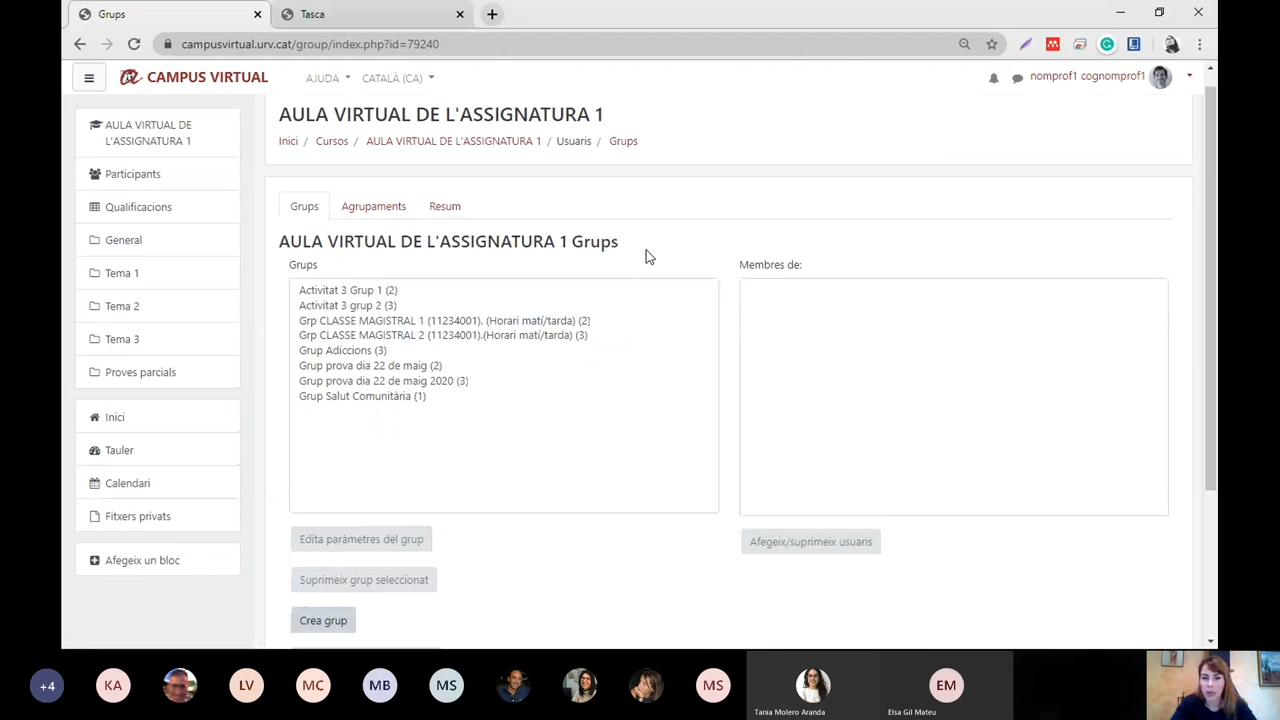 Grups
Tasca
campusvirtual.urv.cat/group/index.php?id=79240
CAMPUS VIRTUAL
AJUDA
CATALÀ (CA)
nomprof1 cognomprof1
AULA VIRTUAL DE L'ASSIGNATURA 1
Participants
Qualificacions
General
Tema 1
Tema 2
Tema 3
Proves parcials
Inici
Tauler
Calendari
Fitxers privats
Afegeix un bloc
AULA VIRTUAL DE L'ASSIGNATURA 1
Inici / Cursos / AULA VIRTUAL DE L'ASSIGNATURA 1 / Usuaris / Grups
Grups Agrupaments Resum
AULA VIRTUAL DE L'ASSIGNATURA 1 Grups
Grups
Activitat 3 Grup 1 (2)
Activitat 3 grup 2 (3)
Grp CLASSE MAGISTRAL 1 (11234001). (Horari matí/tarda) (2)
Grp CLASSE MAGISTRAL 2 (11234001).(Horari matí/tarda) (3)
Grup Adiccions (3)
Grup prova dia 22 de maig (2)
Grup prova dia 22 de maig 2020 (3)
Grup Salut Comunitària (1)
Edita paràmetres del grup
Suprimeix grup seleccionat
Crea grup
Membres de:
Afegeix/suprimeix usuaris
+4
KA
LV
MC
MB
MS
MS
Tania Molero Aranda
EM
Elsa Gil Mateu